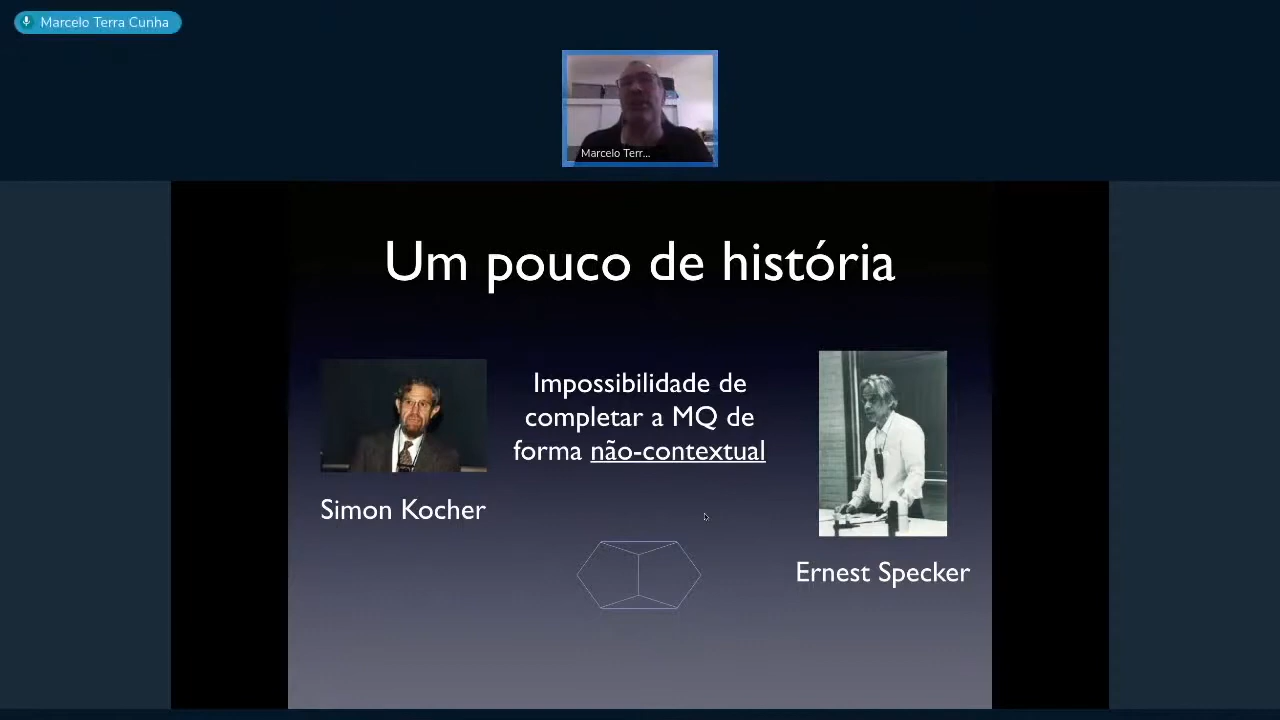 Marcelo Terra Cunha
Marcelo Terr...
Um pouco de história
Impossibilidade de
completar a MQ de
forma não-contextual
Simon Kocher
Ernest Specker